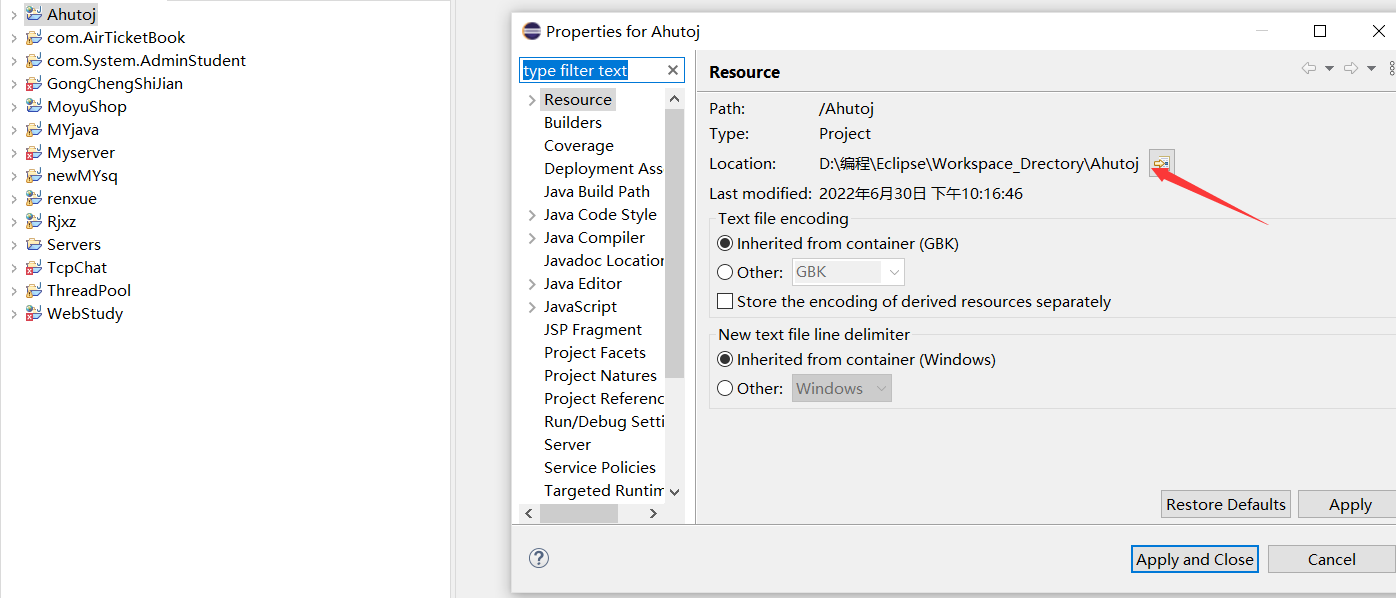 Ahutoj
com.AirTicketBook
com.System.AdminStudent
GongChengShiJian
MoyuShop
MYjava
Myserver
newMYsq
renxue
Rjxz
Servers
TcpChat
ThreadPool
WebStudy
Properties for Ahutoj
type filter text
Resource
Builders
Coverage
Deployment Ass
Java Build Path
Java Code Style
Java Compiler
Javadoc Location
Java Editor
JavaScript
JSP Fragment
Project Facets
Project Natures
Project Referenc
Run/Debug Setti
Server
Service Policies
Targeted Runtim
Resource
Path: /Ahutoj
Type: Project
Location: D:\编程\Eclipse\Workspace_Drectory\Ahutoj
Last modified: 2022年6月30日 下午10:16:46
Text file encoding
Inherited from container (GBK)
Other: GBK
Store the encoding of derived resources separately
New text file line delimiter
Inherited from container (Windows)
Other: Windows
Restore Defaults Apply
Apply and Close Cancel